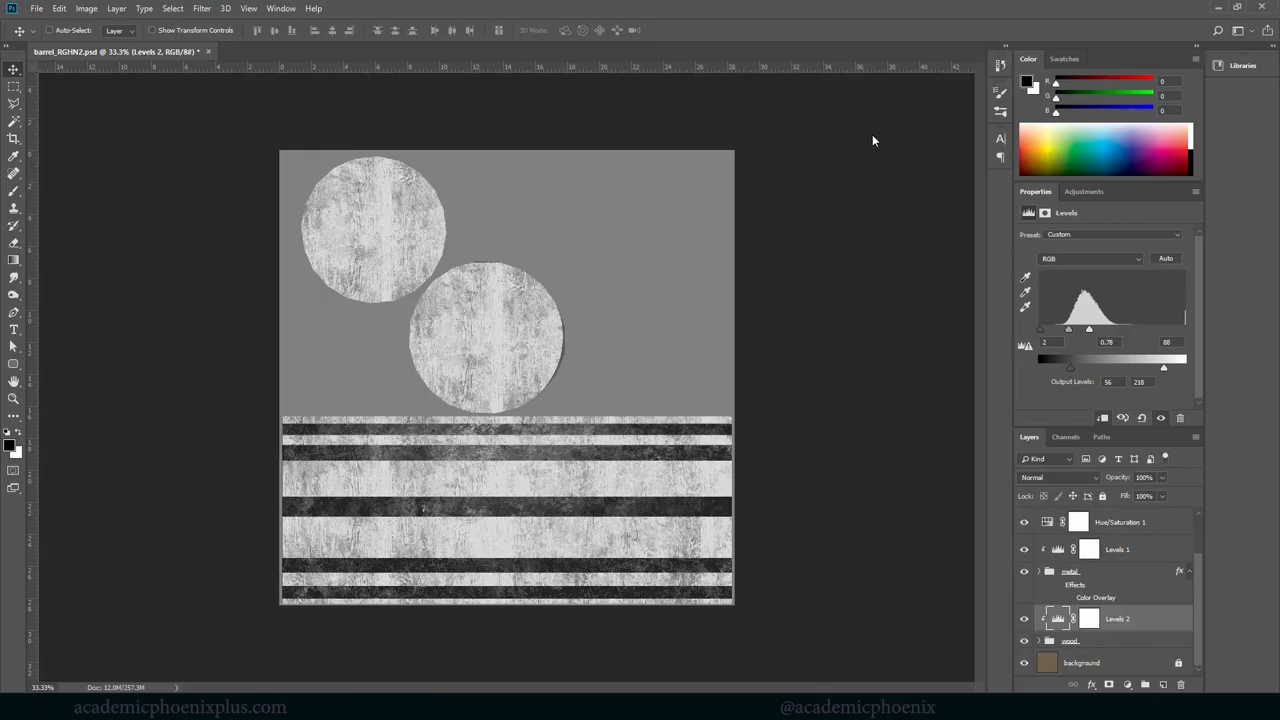 Ps File Edit Image Layer Type Select Filter 3D View Window Help
Auto-Select: Layer Show Transform Controls 3D Mode:
barrel_RGHN2.psd @ 33.3% (Levels 2, RGB/8#) *
Color Swatches
Libraries
R 0
G 0
B 0
Properties Adjustments
Levels
Preset: Custom
RGB Auto
2 0.78 88
Output Levels: 56 218
Layers Channels Paths
Kind
Normal Opacity: 100%
Lock: Fill: 100%
Hue/Saturation 1
Levels 1
metal fx
Effects
Color Overlay
Levels 2
wood
background
33.33% Doc: 12.0M/257.3M
academicphoenixplus.com @academicphoenix